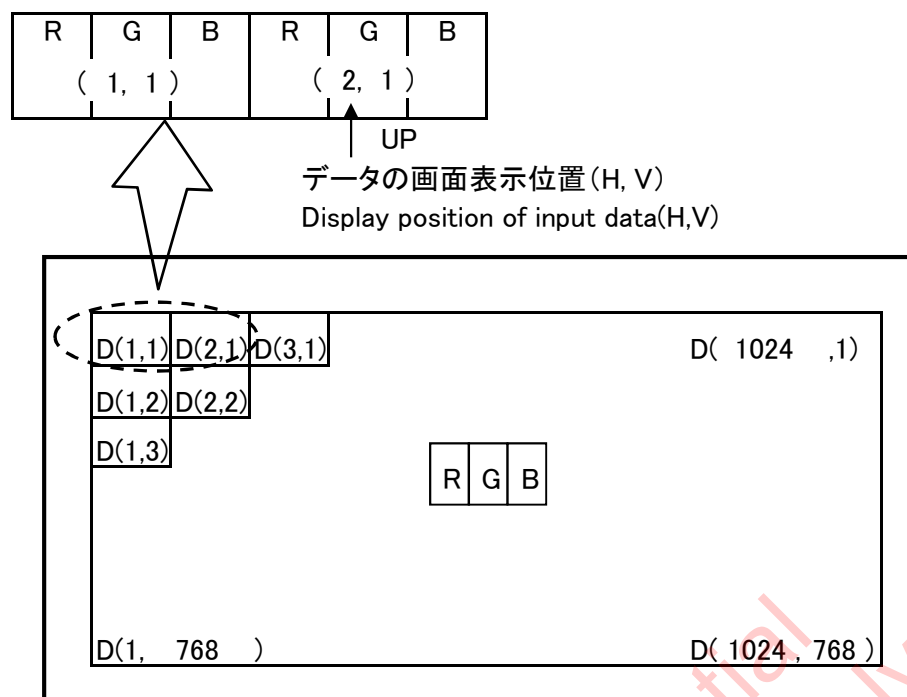 R G B R G B
( 1, 1 ) ( 2, 1 )
UP
データの画面表示位置(H, V)
Display position of input data(H,V)
D(1,1) D(2,1) D(3,1) D( 1024 ,1)
D(1,2) D(2,2)
D(1,3)
R G B
D(1, 768 ) D( 1024 , 768 )